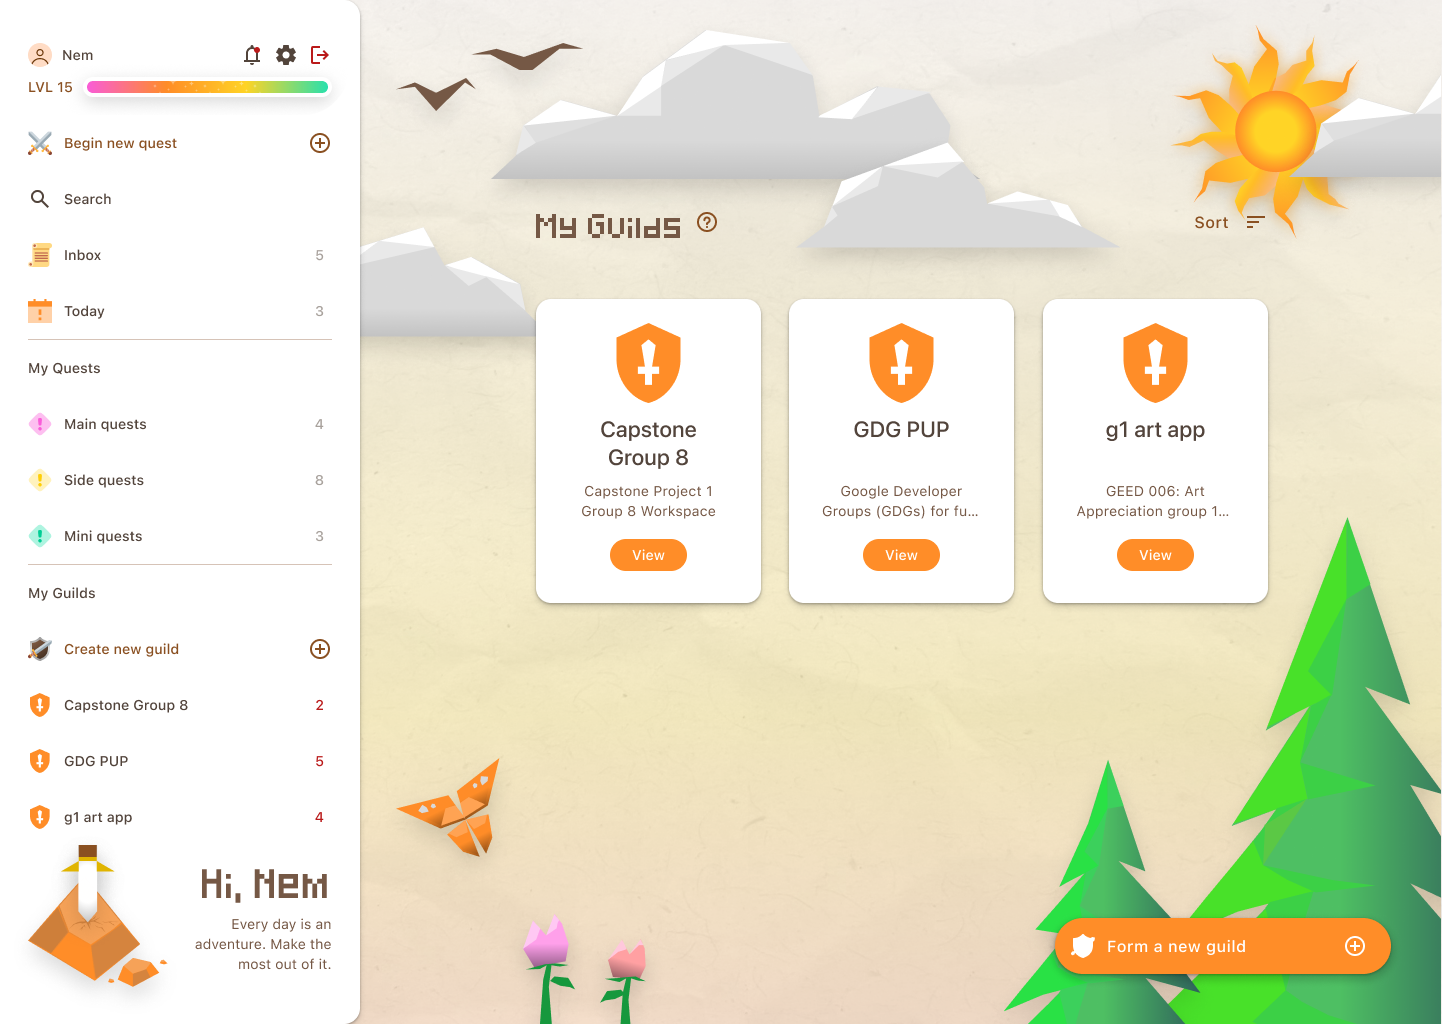 Nem
LVL 15
Begin new quest
Search
Inbox 5
Today 3
My Quests
Main quests 4
Side quests 8
Mini quests 3
My Guilds
Create new guild
Capstone Group 8 2
GDG PUP 5
g1 art app 4
Hi, Nem
Every day is an
adventure. Make the
most out of it.
My Guilds
Sort
Capstone
Group 8
Capstone Project 1
Group 8 Workspace
View
GDG PUP
Google Developer
Groups (GDGs) for fu...
View
g1 art app
GEED 006: Art
Appreciation group 1...
View
Form a new guild